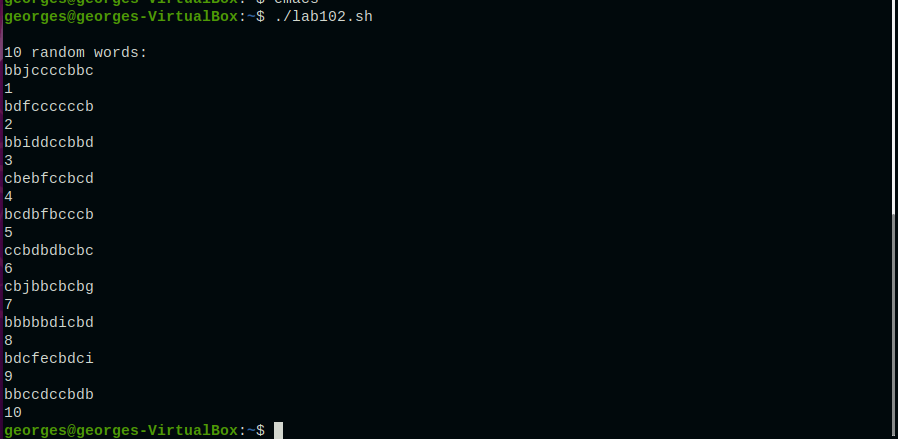 georges@georges-VirtualBox:~$ emacs
georges@georges-VirtualBox:~$ ./lab102.sh
10 random words:
bbjccccbbc
1
bdfccccccb
2
bbiddccbbd
3
cbebfccbcd
4
bcdbfbcccb
5
ccbdbdbcbc
6
cbjbbcbcbg
7
bbbbbdicbd
8
bdcfecbdci
9
bbccdccbdb
10
georges@georges-VirtualBox:~$